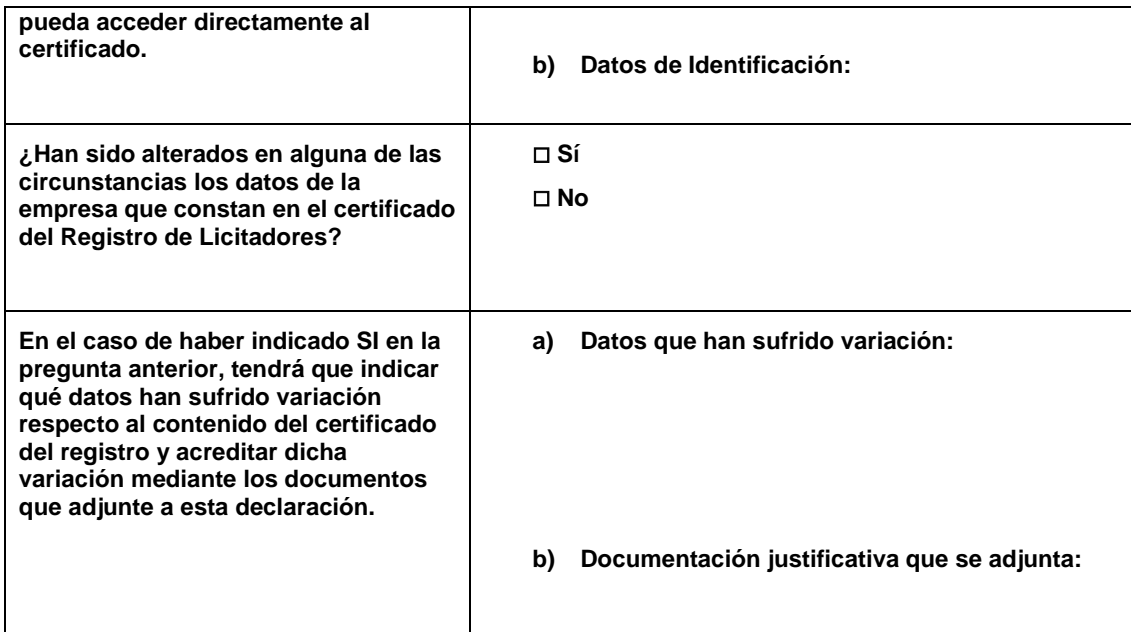 pueda acceder directamente al
certificado.
b) Datos de Identificación:
¿Han sido alterados en alguna de las
circunstancias los datos de la
empresa que constan en el certificado
del Registro de Licitadores?
☐ Sí
☐ No
En el caso de haber indicado SI en la
pregunta anterior, tendrá que indicar
qué datos han sufrido variación
respecto al contenido del certificado
del registro y acreditar dicha
variación mediante los documentos
que adjunte a esta declaración.
a) Datos que han sufrido variación:
b) Documentación justificativa que se adjunta: